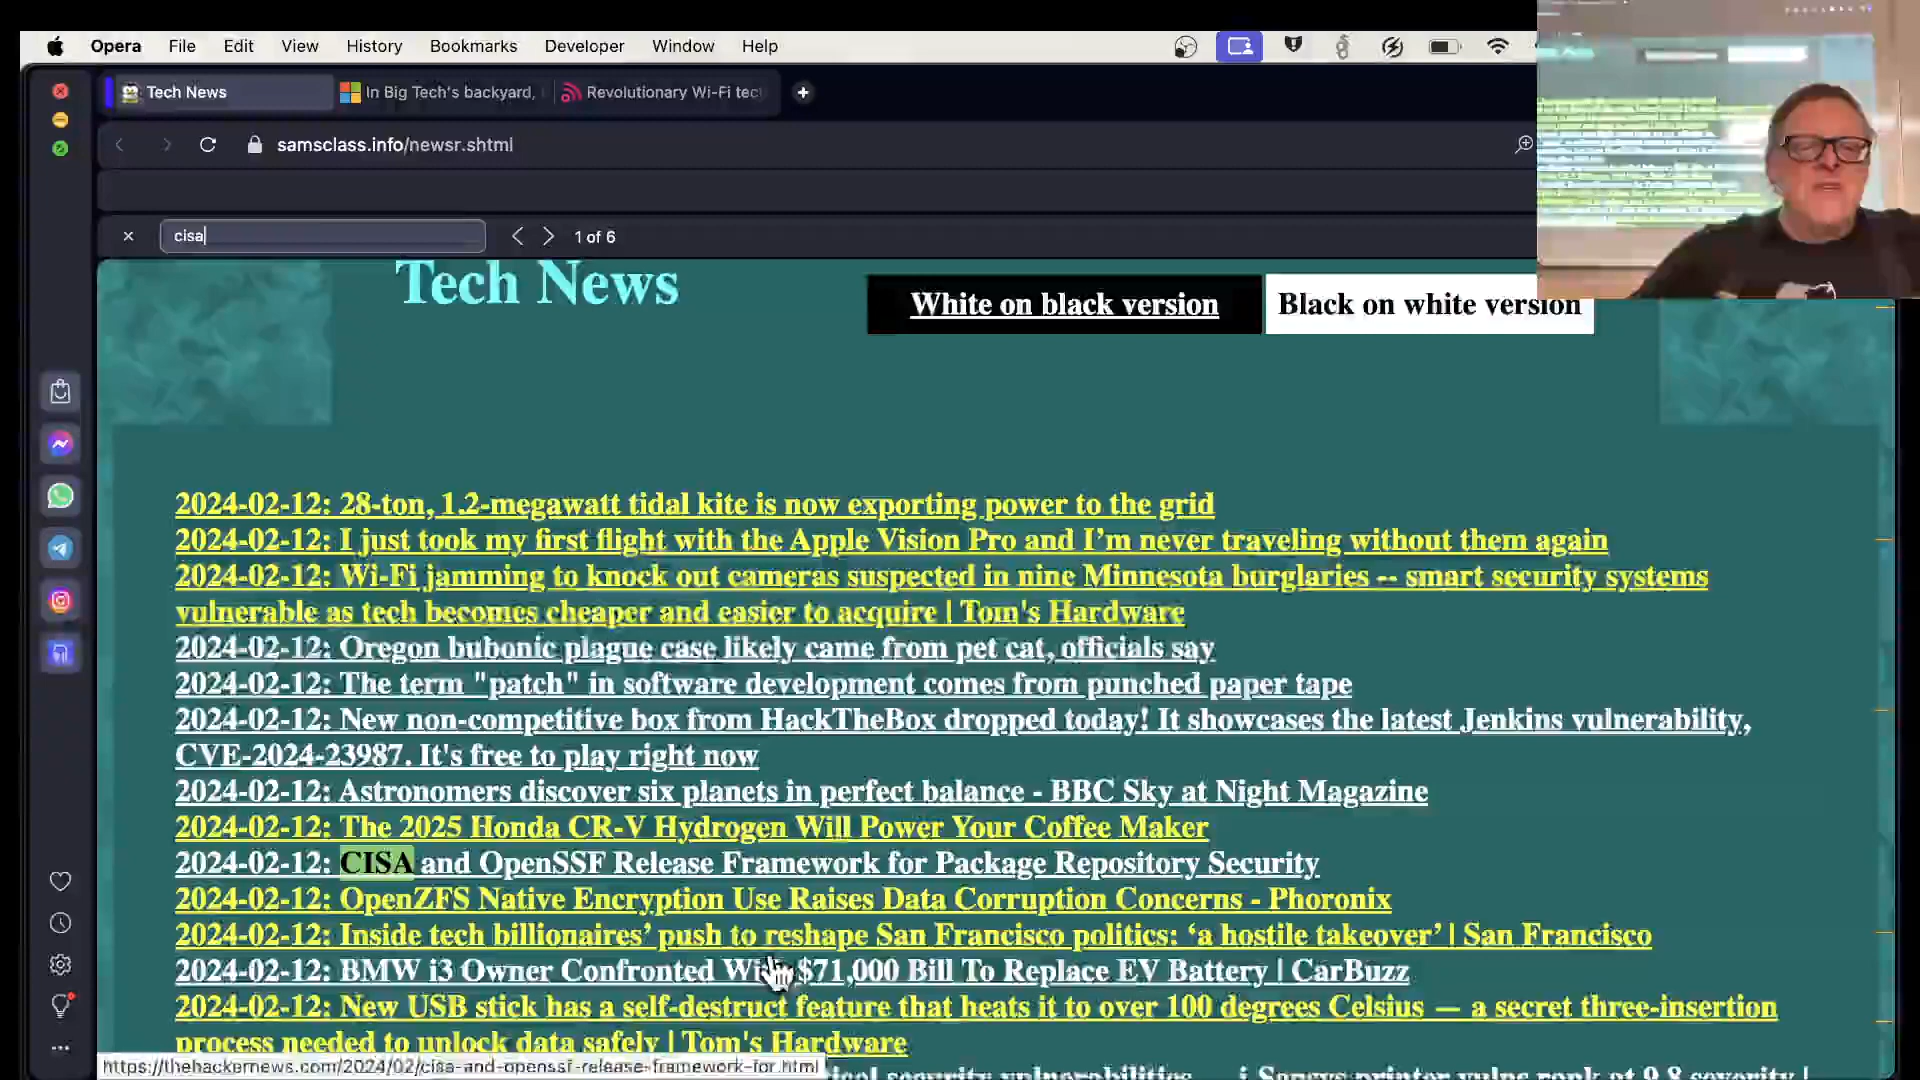 Opera File Edit View History Bookmarks Developer Window Help
Tech News In Big Tech's backyard, Revolutionary Wi-Fi tec
samsclass.info/newsr.shtml
cisa 1 of 6
Tech News
White on black version Black on white version
2024-02-12: 28-ton, 1.2-megawatt tidal kite is now exporting power to the grid
2024-02-12: I just took my first flight with the Apple Vision Pro and I’m never traveling without them again
2024-02-12: Wi-Fi jamming to knock out cameras suspected in nine Minnesota burglaries -- smart security systems
vulnerable as tech becomes cheaper and easier to acquire | Tom's Hardware
2024-02-12: Oregon bubonic plague case likely came from pet cat, officials say
2024-02-12: The term "patch" in software development comes from punched paper tape
2024-02-12: New non-competitive box from HackTheBox dropped today! It showcases the latest Jenkins vulnerability,
CVE-2024-23987. It's free to play right now
2024-02-12: Astronomers discover six planets in perfect balance - BBC Sky at Night Magazine
2024-02-12: The 2025 Honda CR-V Hydrogen Will Power Your Coffee Maker
2024-02-12: CISA and OpenSSF Release Framework for Package Repository Security
2024-02-12: OpenZFS Native Encryption Use Raises Data Corruption Concerns - Phoronix
2024-02-12: Inside tech billionaires’ push to reshape San Francisco politics: ‘a hostile takeover’ | San Francisco
2024-02-12: BMW i3 Owner Confronted Wi $71,000 Bill To Replace EV Battery | CarBuzz
2024-02-12: New USB stick has a self-destruct feature that heats it to over 100 degrees Celsius — a secret three-insertion
process needed to unlock data safely | Tom's Hardware
https://thehackernews.com/2024/02/cisa-and-openssf-release-framework-for.html
security vulnerabilities printer vulns rank at 9.8 severity |